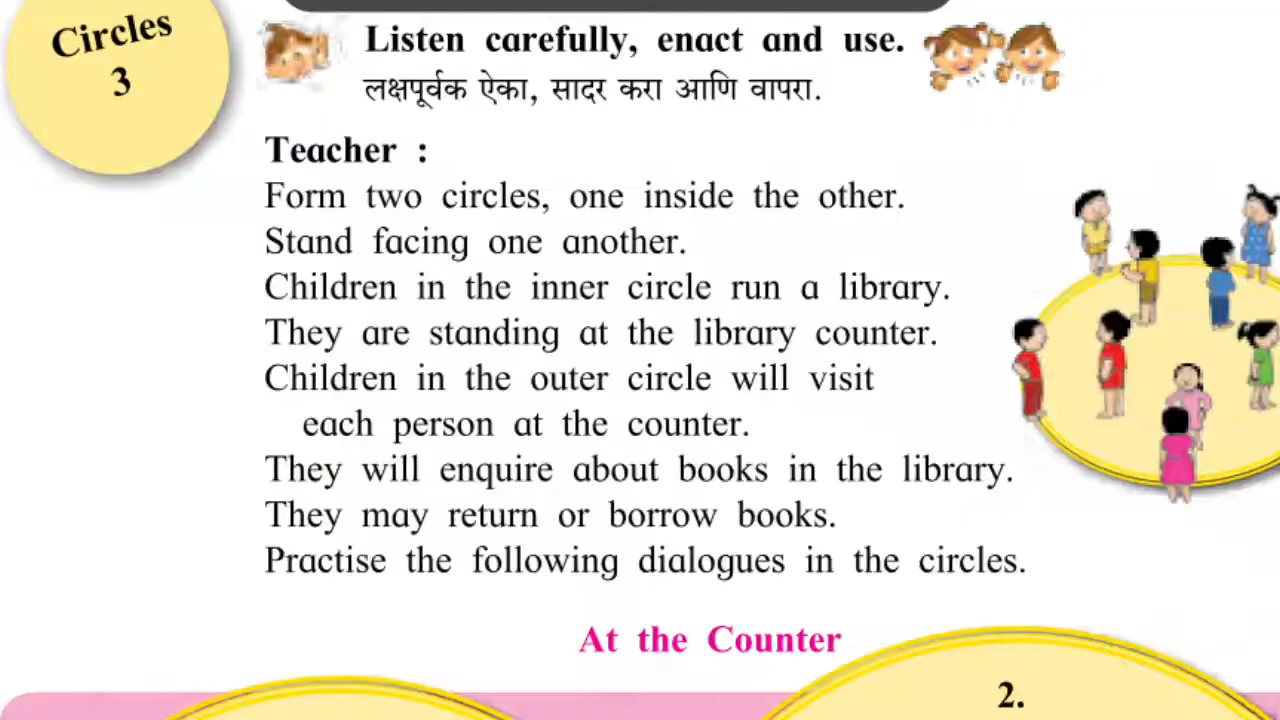 Circles
3
Listen carefully, enact and use.
लक्षपूर्वक ऐका, सादर करा आणि वापरा.
Teacher :
Form two circles, one inside the other.
Stand facing one another.
Children in the inner circle run a library.
They are standing at the library counter.
Children in the outer circle will visit
each person at the counter.
They will enquire about books in the library.
They may return or borrow books.
Practise the following dialogues in the circles.
At the Counter
2.